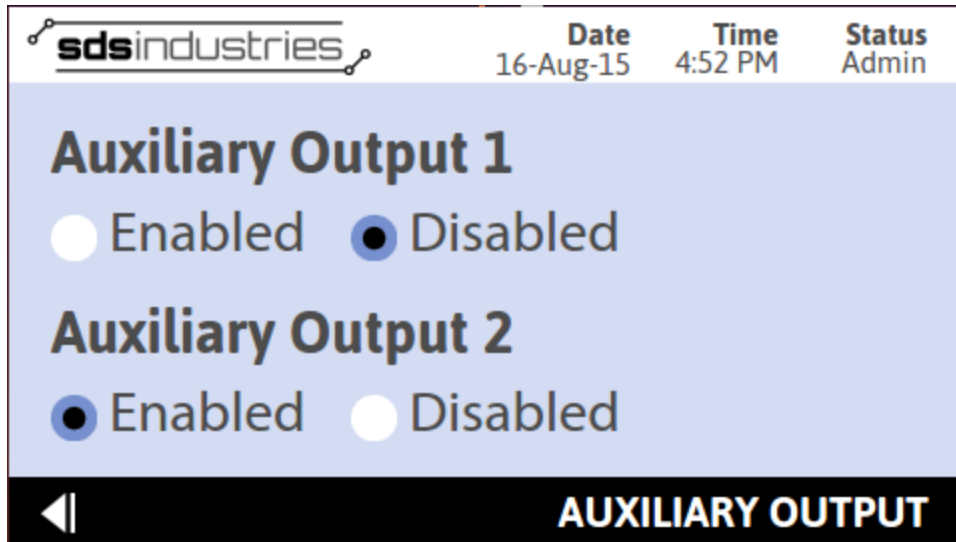 sdsindustries
Date Time Status
16-Aug-15 4:52 PM Admin
Auxiliary Output 1
Enabled Disabled
Auxiliary Output 2
Enabled Disabled
AUXILIARY OUTPUT